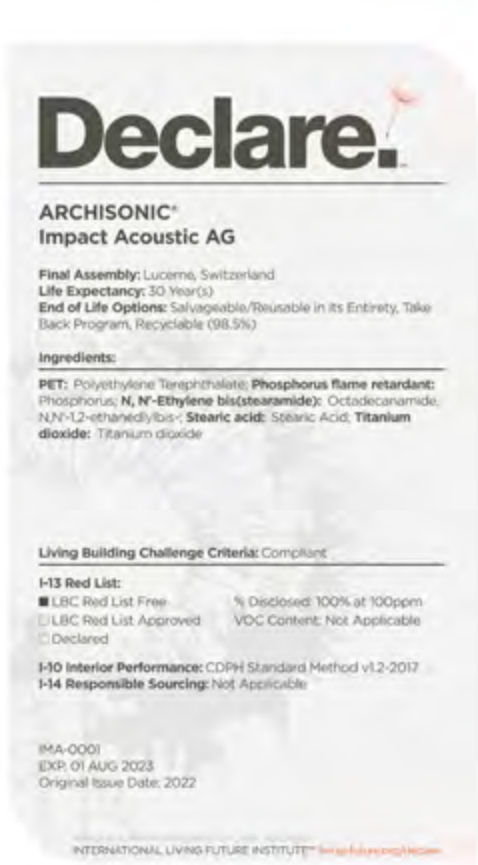 Declare.
ARCHISONIC®
Impact Acoustic AG
Final Assembly: Lucerne, Switzerland
Life Expectancy: 30 Year(s)
End of Life Options: Salvageable/Reusable in its Entirety, Take
Back Program, Recyclable (98.5%)
Ingredients:
PET: Polyethylene Terephthalate; Phosphorus flame retardant:
Phosphorus; N, N'-Ethylene bis(stearamide): Octadecanamide,
N,N'-1,2-ethanediylbis-; Stearic acid: Stearic Acid; Titanium
dioxide: Titanium dioxide
Living Building Challenge Criteria: Compliant
I-13 Red List:
LBC Red List Free % Disclosed: 100% at 100ppm
LBC Red List Approved VOC Content: Not Applicable
Declared
I-10 Interior Performance: CDPH Standard Method v1.2-2017
I-14 Responsible Sourcing: Not Applicable
IMA-0001
EXP. 01 AUG 2023
Original Issue Date: 2022
INTERNATIONAL LIVING FUTURE INSTITUTE™